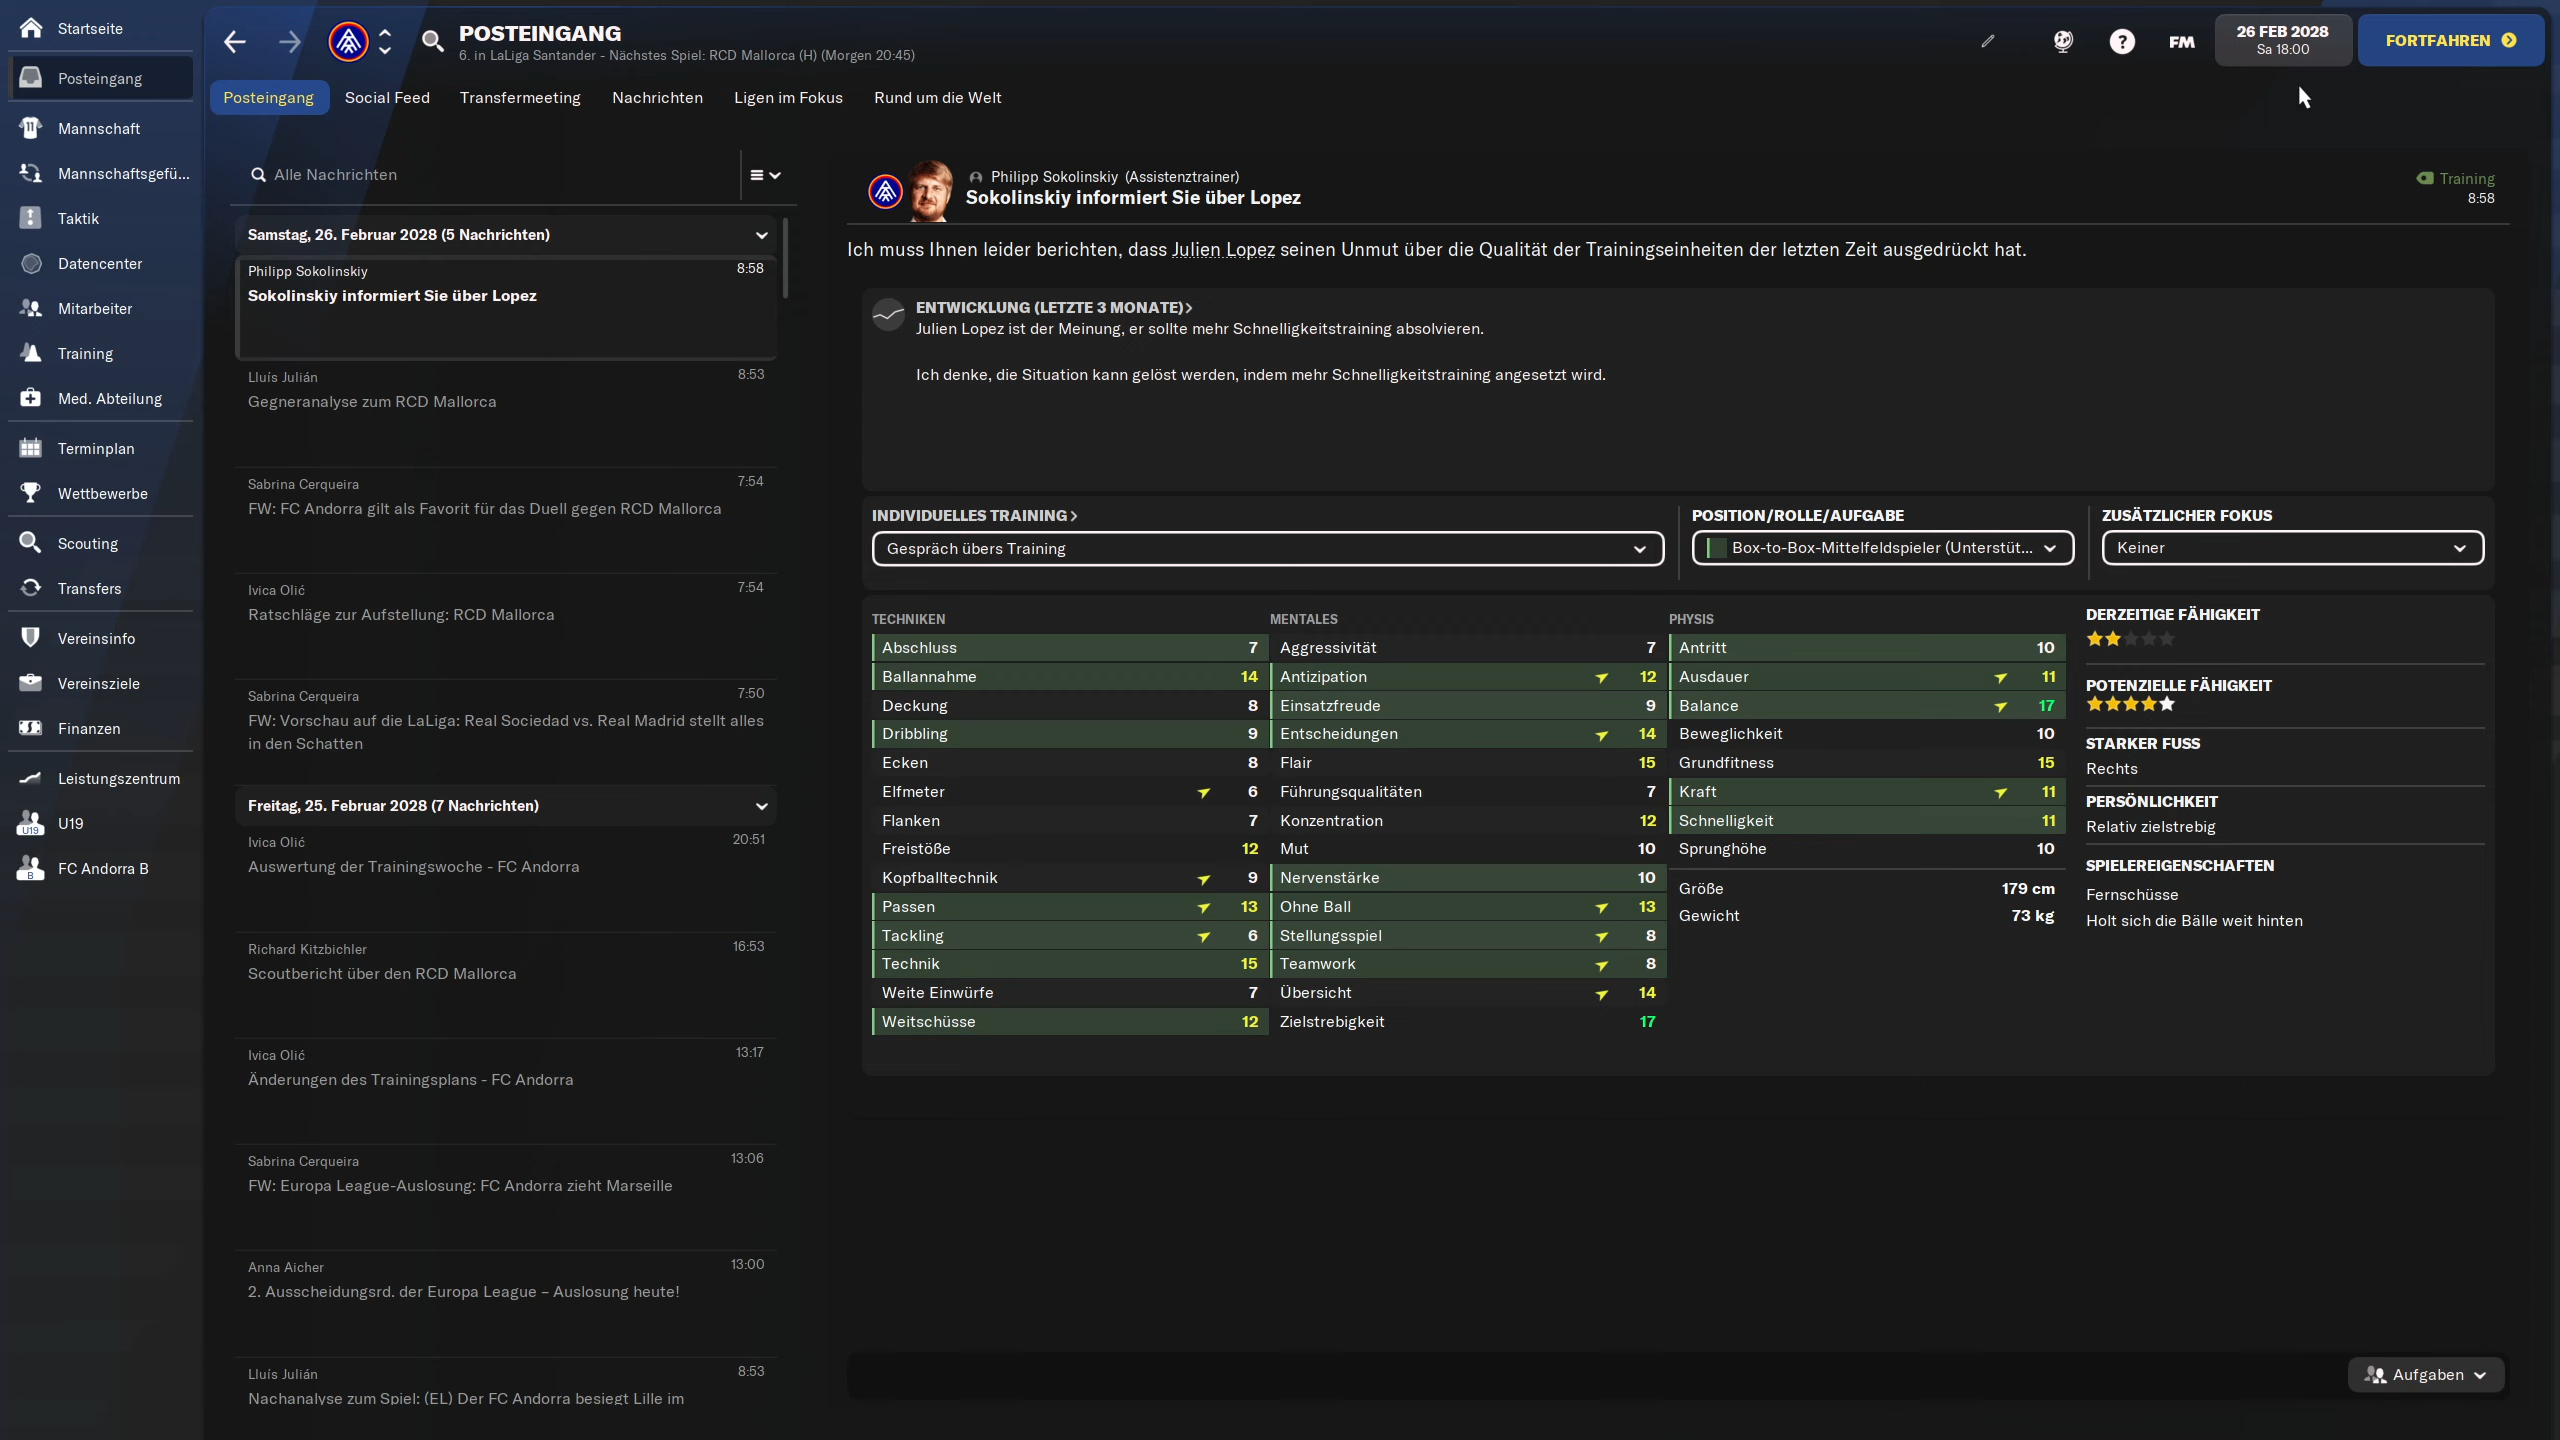 Startseite
Posteingang
Mannschaft
Mannschaftsgefü...
Taktik
Datencenter
Mitarbeiter
Training
Med. Abteilung
Terminplan
Wettbewerbe
Scouting
Transfers
Vereinsinfo
Vereinsziele
Finanzen
Leistungszentrum
U19
U19
B
FC Andorra B
POSTEINGANG
6. in LaLiga Santander - Nächstes Spiel: RCD Mallorca (H) (Morgen 20:45)
?
FM
26 FEB 2028
Sa 18:00
FORTFAHREN
Posteingang Social Feed Transfermeeting Nachrichten Ligen im Fokus Rund um die Welt
Alle Nachrichten
Samstag, 26. Februar 2028 (5 Nachrichten)
Philipp Sokolinskiy 8:58
Sokolinskiy informiert Sie über Lopez
Lluís Julián 8:53
Gegneranalyse zum RCD Mallorca
Sabrina Cerqueira 7:54
FW: FC Andorra gilt als Favorit für das Duell gegen RCD Mallorca
Ivica Olić 7:54
Ratschläge zur Aufstellung: RCD Mallorca
Sabrina Cerqueira 7:50
FW: Vorschau auf die LaLiga: Real Sociedad vs. Real Madrid stellt alles
in den Schatten
Freitag, 25. Februar 2028 (7 Nachrichten)
Ivica Olić 20:51
Auswertung der Trainingswoche - FC Andorra
Richard Kitzbichler 16:53
Scoutbericht über den RCD Mallorca
Ivica Olić 13:17
Änderungen des Trainingsplans - FC Andorra
Sabrina Cerqueira 13:06
FW: Europa League-Auslosung: FC Andorra zieht Marseille
Anna Aicher 13:00
2. Ausscheidungsrd. der Europa League – Auslosung heute!
Lluís Julián 8:53
Nachanalyse zum Spiel: (EL) Der FC Andorra besiegt Lille im
Philipp Sokolinskiy (Assistenztrainer)
Sokolinskiy informiert Sie über Lopez
Training
8:58
Ich muss Ihnen leider berichten, dass Julien Lopez seinen Unmut über die Qualität der Trainingseinheiten der letzten Zeit ausgedrückt hat.
ENTWICKLUNG (LETZTE 3 MONATE)>
Julien Lopez ist der Meinung, er sollte mehr Schnelligkeitstraining absolvieren.
Ich denke, die Situation kann gelöst werden, indem mehr Schnelligkeitstraining angesetzt wird.
INDIVIDUELLES TRAINING>
Gespräch übers Training
POSITION/ROLLE/AUFGABE
Box-to-Box-Mittelfeldspieler (Unterstüt...
ZUSÄTZLICHER FOKUS
Keiner
TECHNIKEN
Abschluss 7
Ballannahme 14
Deckung 8
Dribbling 9
Ecken 8
Elfmeter 6
Flanken 7
Freistöße 12
Kopfballtechnik 9
Passen 13
Tackling 6
Technik 15
Weite Einwürfe 7
Weitschüsse 12
MENTALES
Aggressivität 7
Antizipation 12
Einsatzfreude 9
Entscheidungen 14
Flair 15
Führungsqualitäten 7
Konzentration 12
Mut 10
Nervenstärke 10
Ohne Ball 13
Stellungsspiel 8
Teamwork 8
Übersicht 14
Zielstrebigkeit 17
PHYSIS
Antritt 10
Ausdauer 11
Balance 17
Beweglichkeit 10
Grundfitness 15
Kraft 11
Schnelligkeit 11
Sprunghöhe 10
Größe 179 cm
Gewicht 73 kg
DERZEITIGE FÄHIGKEIT
POTENZIELLE FÄHIGKEIT
STARKER FUSS
Rechts
PERSÖNLICHKEIT
Relativ zielstrebig
SPIELEREIGENSCHAFTEN
Fernschüsse
Holt sich die Bälle weit hinten
Aufgaben